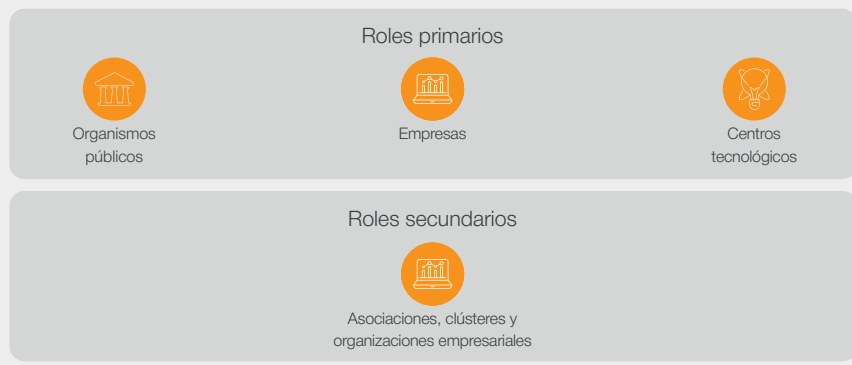 Roles primarios
Organismos
públicos
Empresas
Centros
tecnológicos
Roles secundarios
Asociaciones, clústeres y
organizaciones empresariales